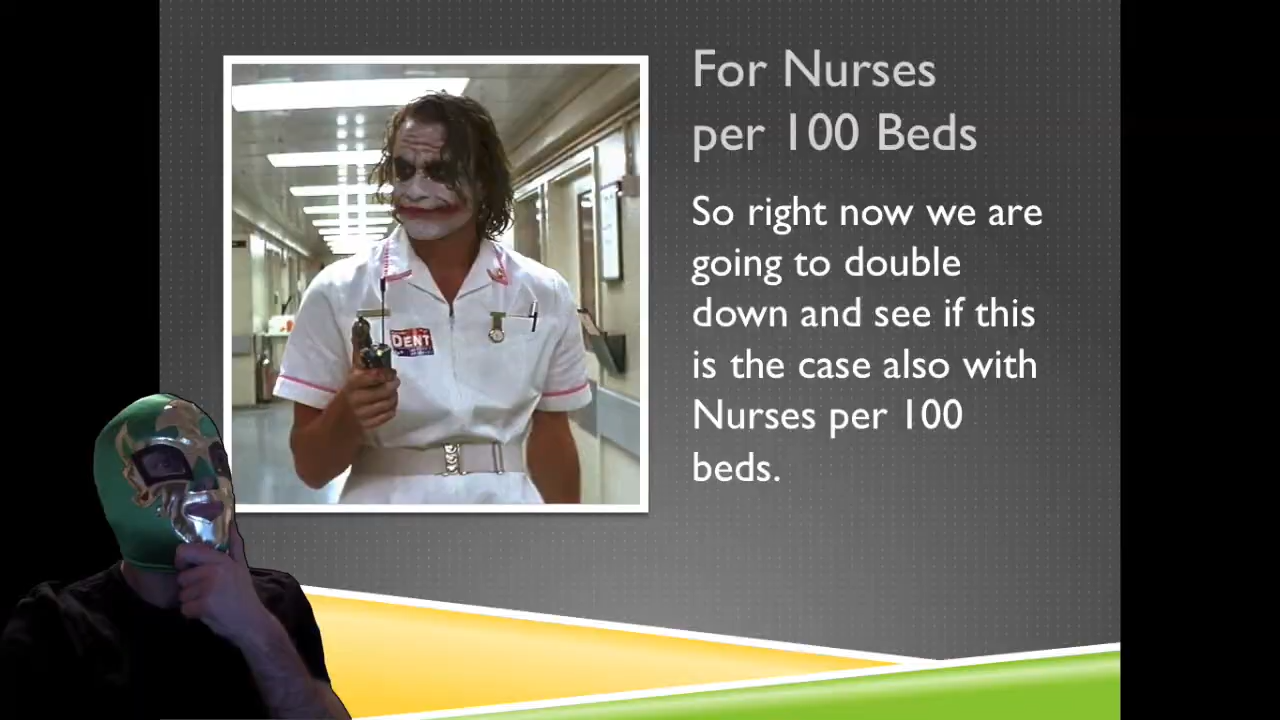 For Nurses
per 100 Beds
So right now we are
going to double
down and see if this
is the case also with
Nurses per 100
beds.
DENT